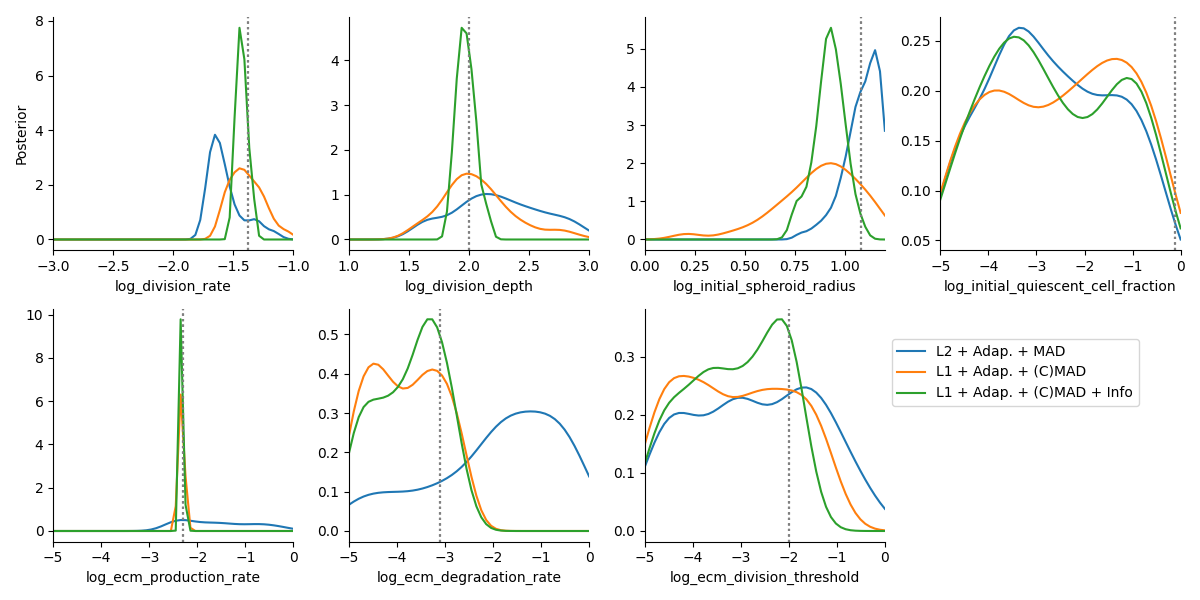 Posterior
8
6
4
2
0
−3.0 −2.5 −2.0 −1.5 −1.0
log_division_rate
4
3
2
1
0
1.0 1.5 2.0 2.5 3.0
log_division_depth
5
4
3
2
1
0
0.00 0.25 0.50 0.75 1.00
log_initial_spheroid_radius
0.25
0.20
0.15
0.10
0.05
−5 −4 −3 −2 −1 0
log_initial_quiescent_cell_fraction
10
8
6
4
2
0
−5 −4 −3 −2 −1 0
log_ecm_production_rate
0.5
0.4
0.3
0.2
0.1
0.0
−5 −4 −3 −2 −1 0
log_ecm_degradation_rate
0.3
0.2
0.1
0.0
−5 −4 −3 −2 −1 0
log_ecm_division_threshold
L2 + Adap. + MAD
L1 + Adap. + (C)MAD
L1 + Adap. + (C)MAD + Info